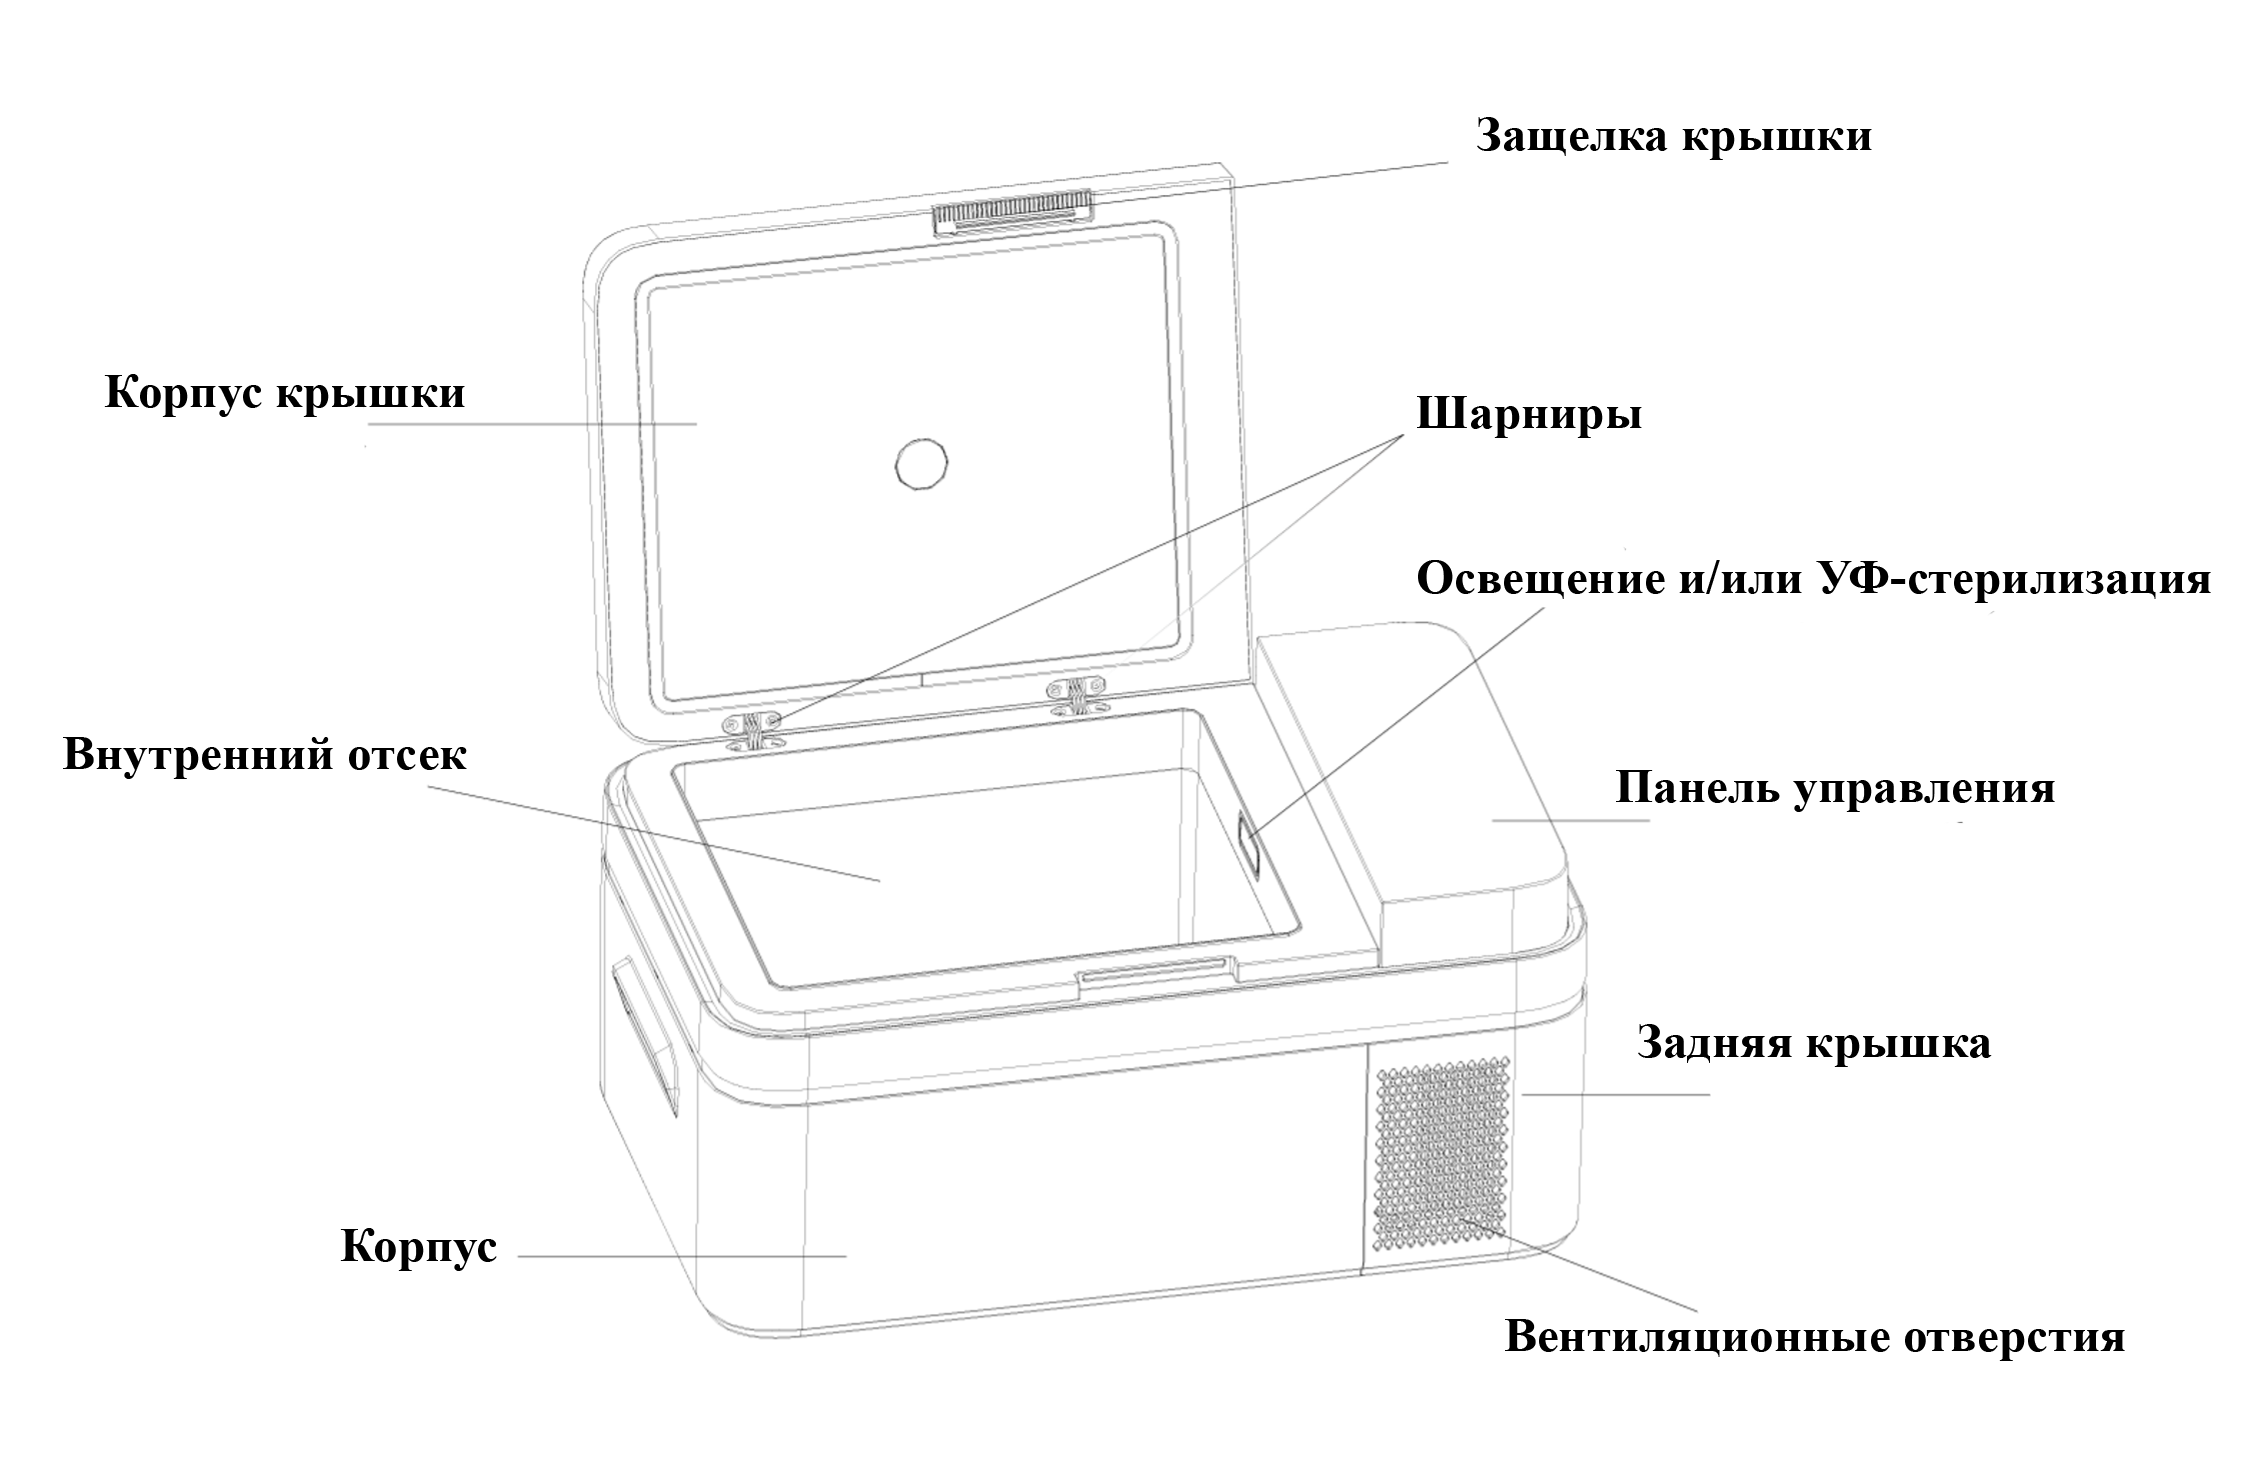 Защелка крышки
Корпус крышки
Шарниры
Освещение и/или УФ-стерилизация
Внутренний отсек
Панель управления
Задняя крышка
Корпус
Вентиляционные отверстия